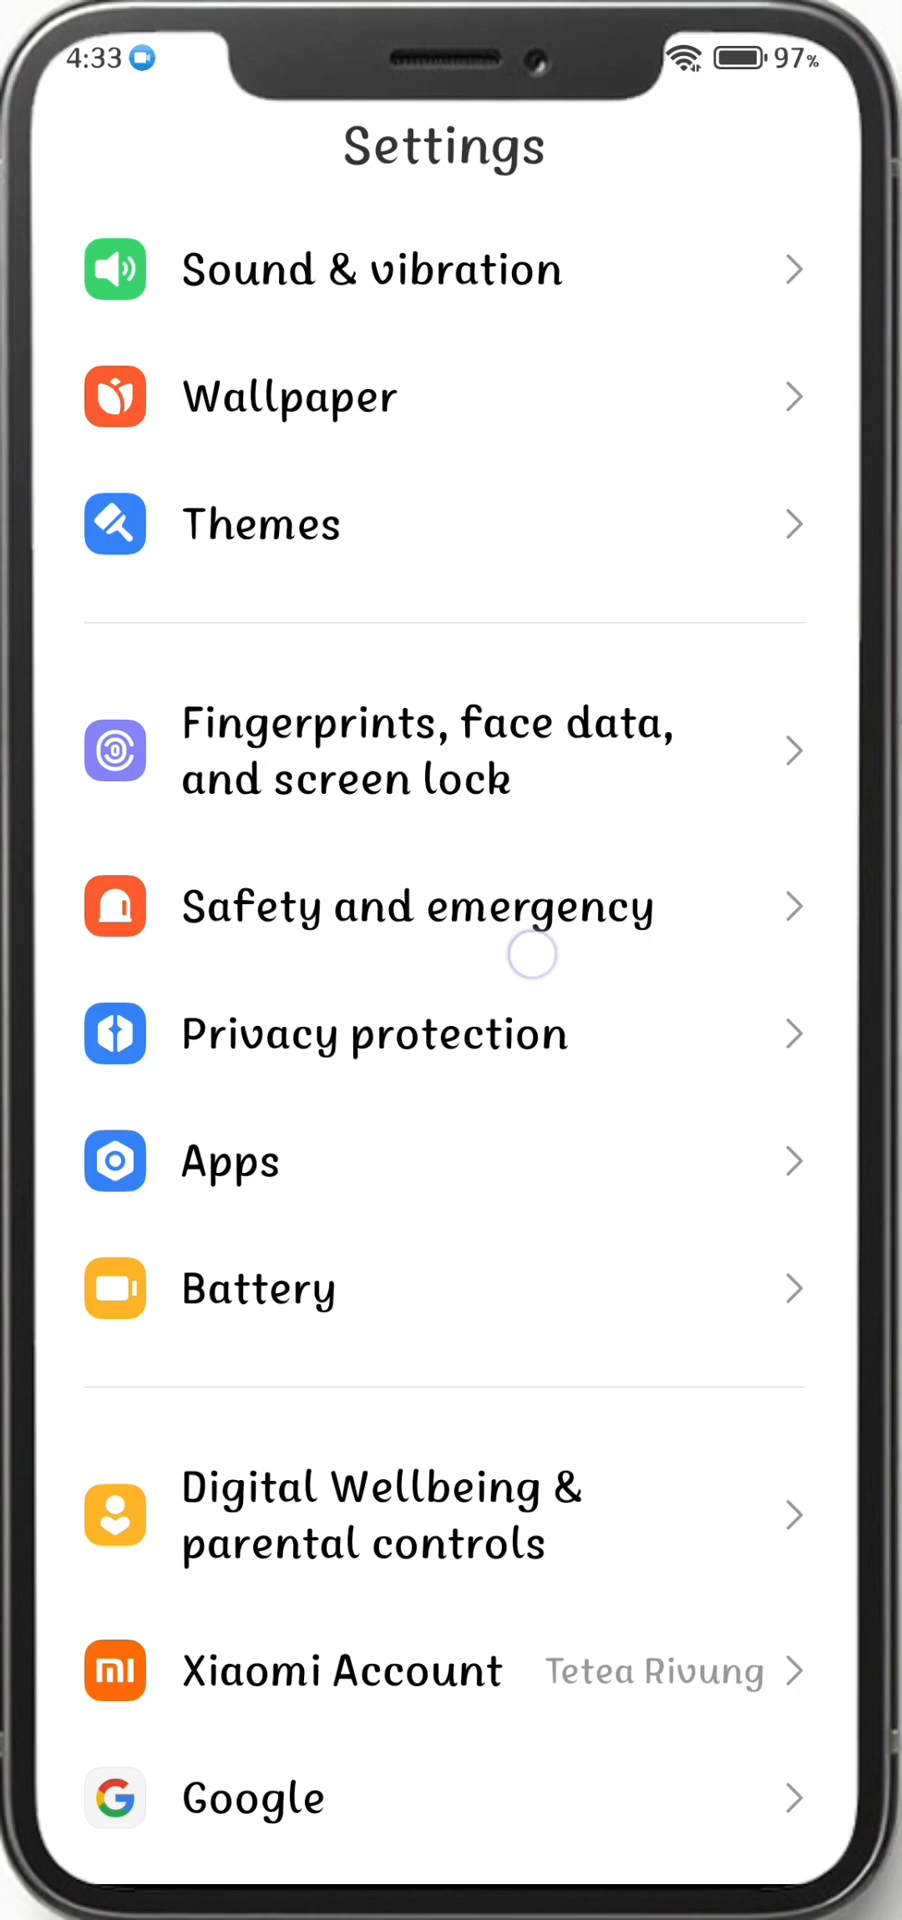 4:33 97%
Settings
Sound & vibration
Wallpaper
Themes
Fingerprints, face data,
and screen lock
Safety and emergency
Privacy protection
Apps
Battery
Digital Wellbeing &
parental controls
mi Xiaomi Account Tetea Rivung
G Google